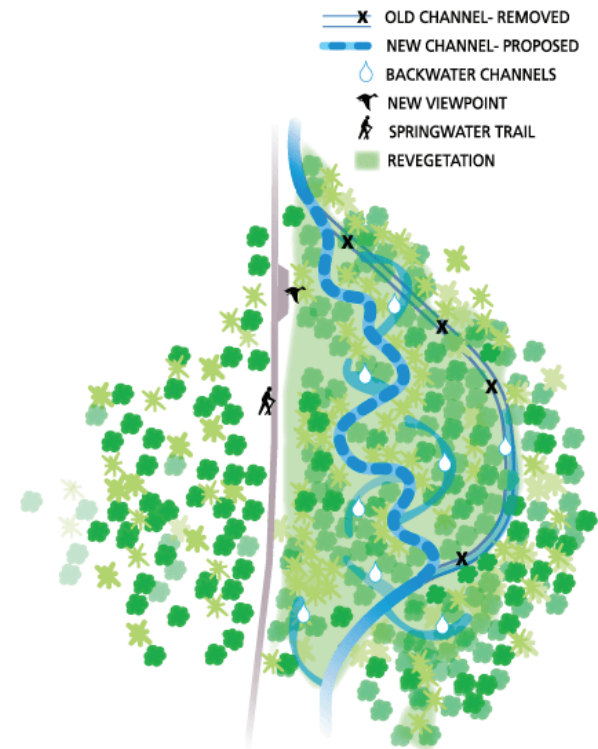 OLD CHANNEL- REMOVED
NEW CHANNEL- PROPOSED
BACKWATER CHANNELS
NEW VIEWPOINT
SPRINGWATER TRAIL
REVEGETATION